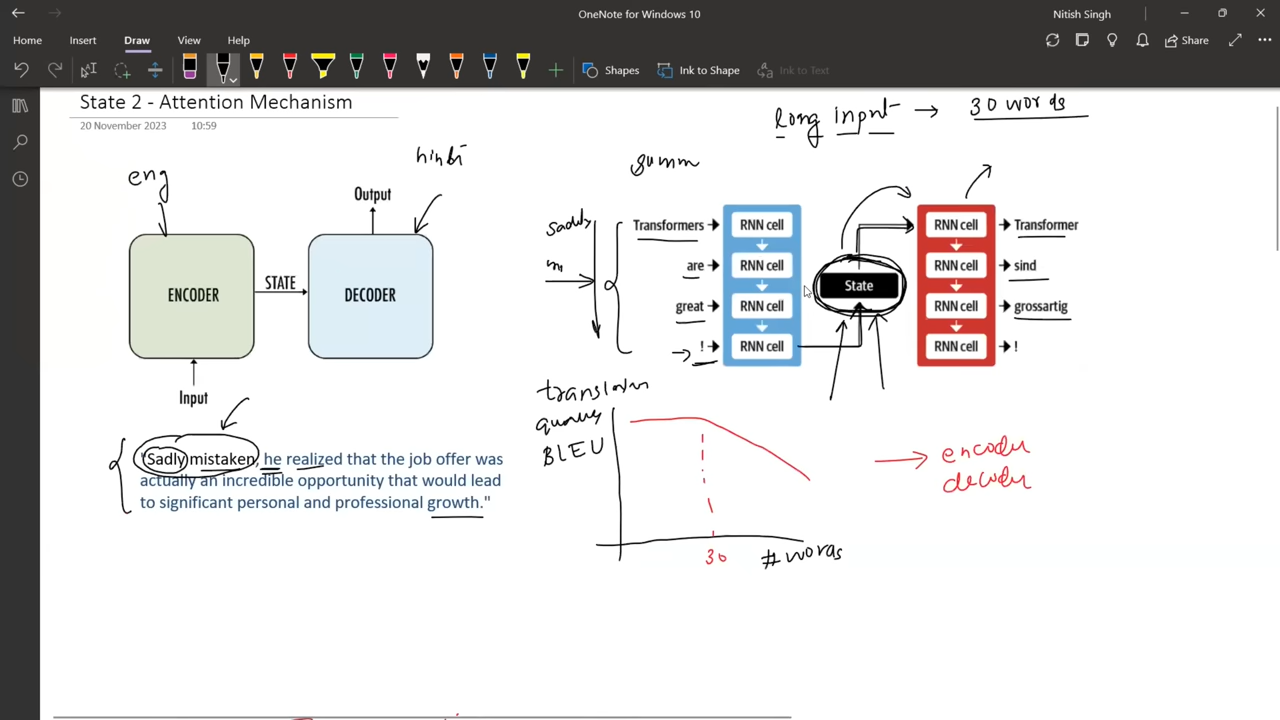 OneNote for Windows 10
Nitish Singh
Home Insert Draw View Help
Share
Shapes
Ink to Shape
Ink to Text
State 2 - Attention Mechanism
20 November 2023 10:59
long input → 30 words
eng
hindi
summ
Output
ENCODER
STATE
DECODER
Input
sadly
Transformers
RNN cell
RNN cell
Transformer
are
RNN cell
RNN cell
sind
State
great
RNN cell
RNN cell
grossartig
!
RNN cell
RNN cell
!
"Sadly mistaken, he realized that the job offer was
actually an incredible opportunity that would lead
to significant personal and professional growth."
BLEU
30
# words
→ encoder
decoder